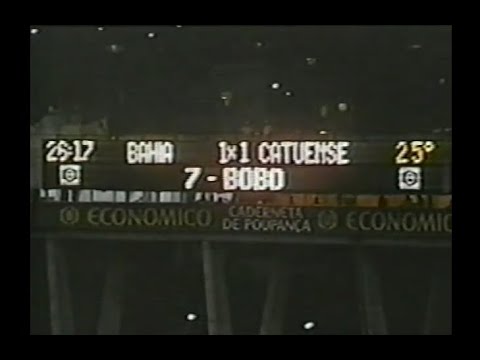 26:17 BAHIA 1x1 CATUENSE 25°
7 - BOBO
ECONOMICO CADERNETA DE POUPANÇA ECONOMICO